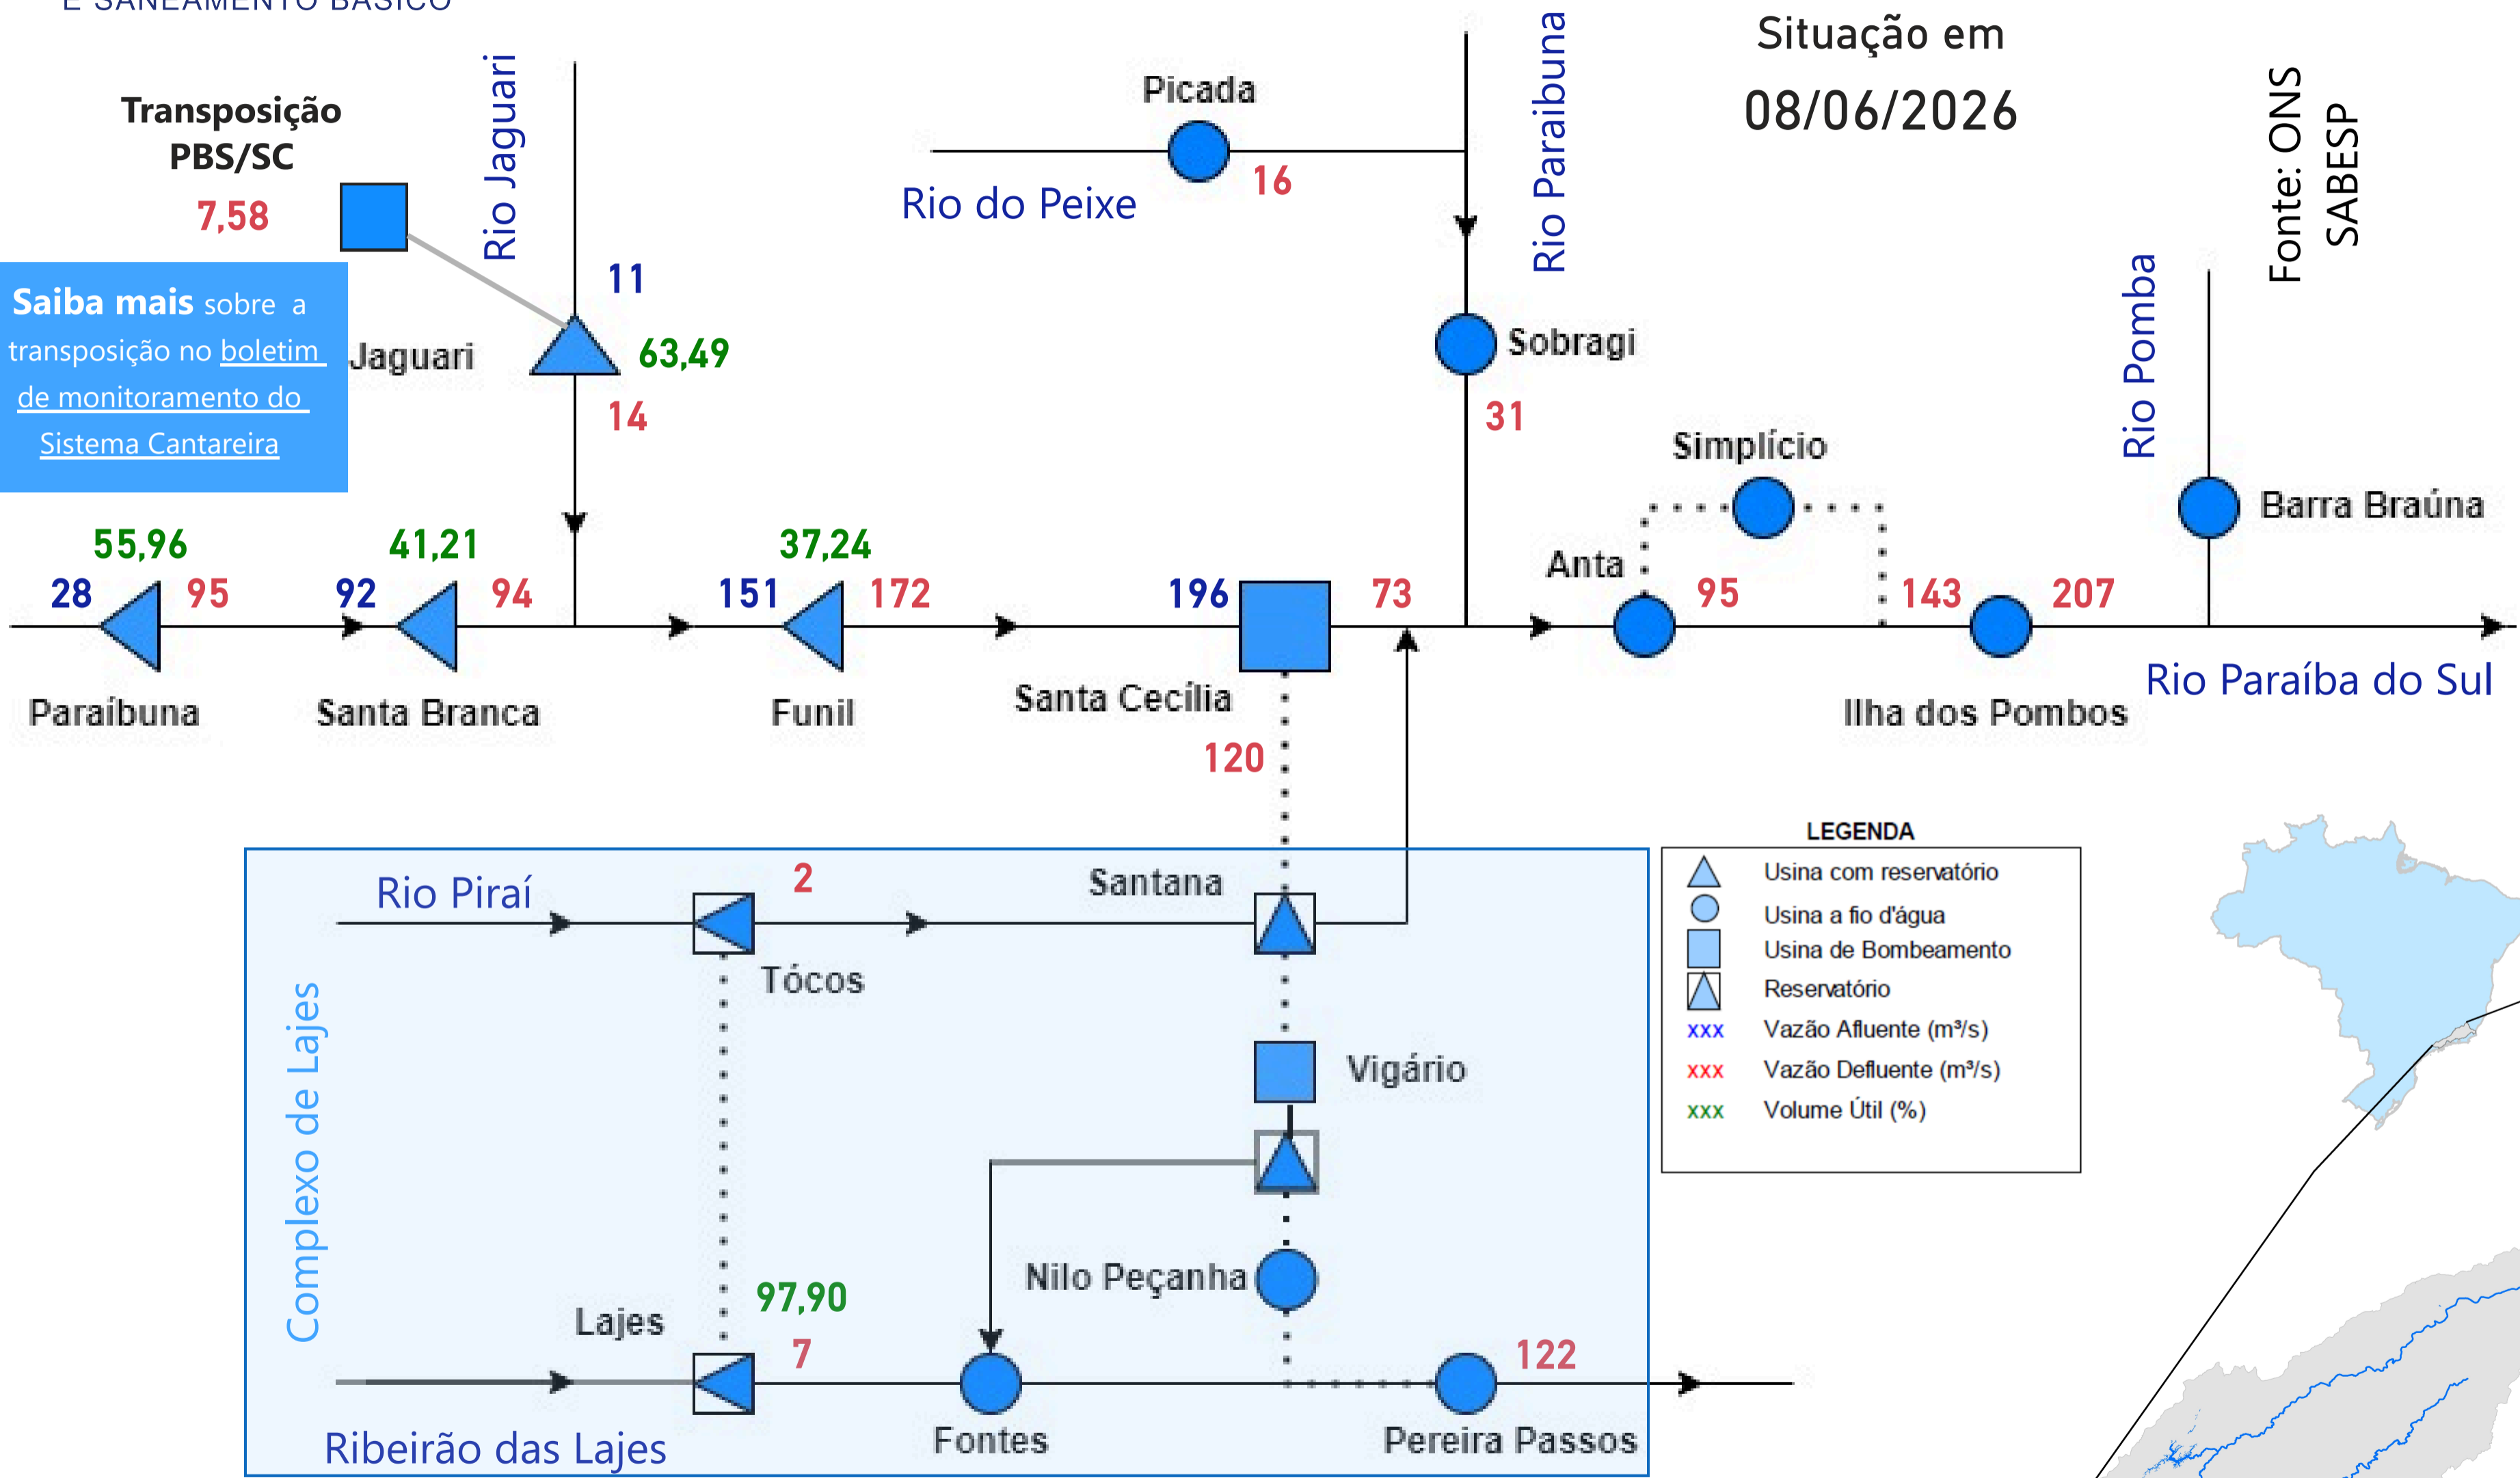 E SANEAMENTO BÁSICO
Situação em
08/06/2026
Fonte: ONS
SABESP
Transposição
PBS/SC
7,58
Rio Jaguari
Picada
16
Rio do Peixe
Rio Paraibuna
Saiba mais sobre a
transposição no boletim
de monitoramento do
Sistema Cantareira
11
Jaguari
63,49
14
Sobragi
31
Rio Pomba
Simplício
Barra Braúna
55,96
41,21
37,24
Anta
28
95
92
94
151
172
196
73
95
143
207
Paraíbuna
Santa Branca
Funil
Santa Cecília
Ilha dos Pombos
Rio Paraíba do Sul
120
Complexo de Lajes
Rio Piraí
2
Santana
Tócos
Vigário
Nilo Peçanha
97,90
Lajes
7
122
Fontes
Pereira Passos
Ribeirão das Lajes
LEGENDA
Usina com reservatório
Usina a fio d'água
Usina de Bombeamento
Reservatório
xxx Vazão Afluente (m³/s)
xxx Vazão Defluente (m³/s)
xxx Volume Útil (%)